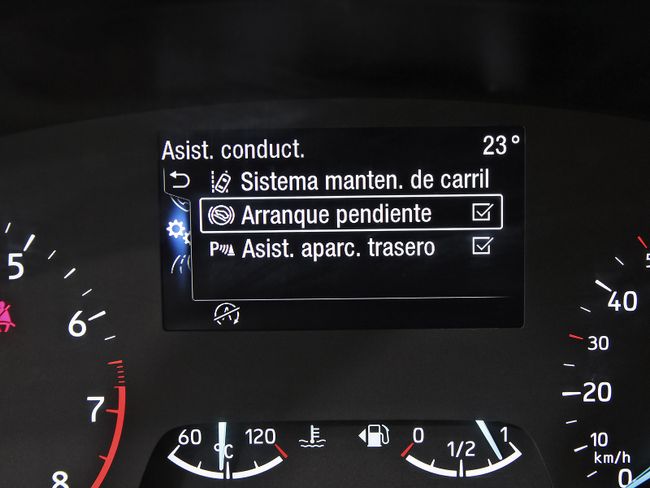 Asist. conduct. 23°
Sistema manten. de carril
Arranque pendiente
P Asist. aparc. trasero
5
6
7
8
60 °C 120
0 1/2 1
40
30
20
10
km/h
0